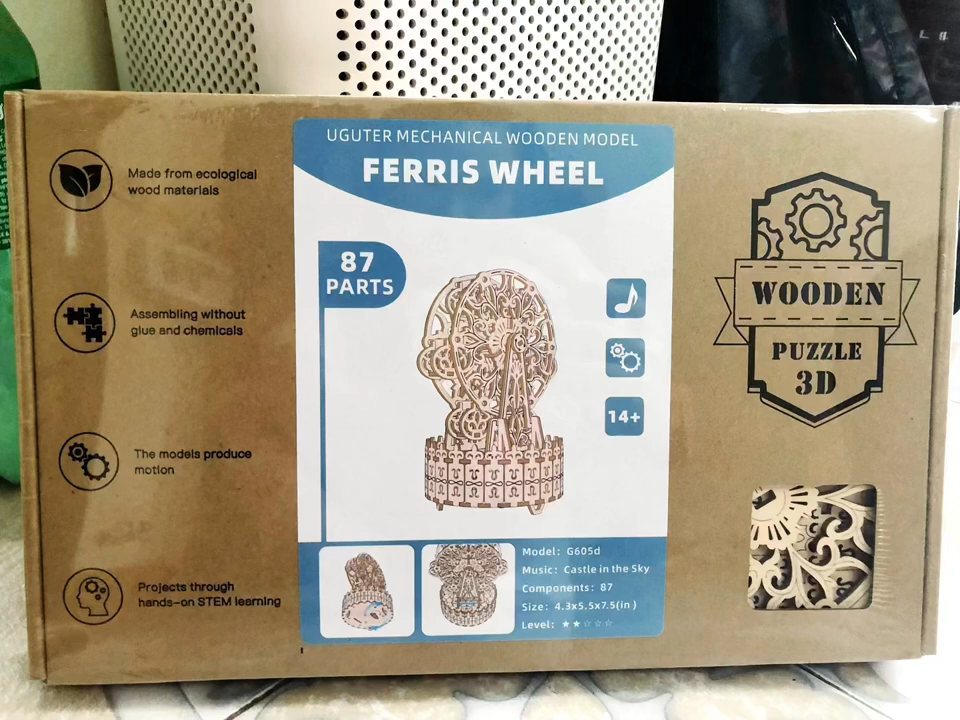 UGUTER MECHANICAL WOODEN MODEL
FERRIS WHEEL
Made from ecological
wood materials
Assembling without
glue and chemicals
The models produce
motion
Projects through
hands-on STEM learning
87
PARTS
14+
Model: G605d
Music: Castle in the Sky
Components: 87
Size: 4.3x5.5x7.5(in)
Level: ★★☆☆☆
WOODEN
PUZZLE
3D